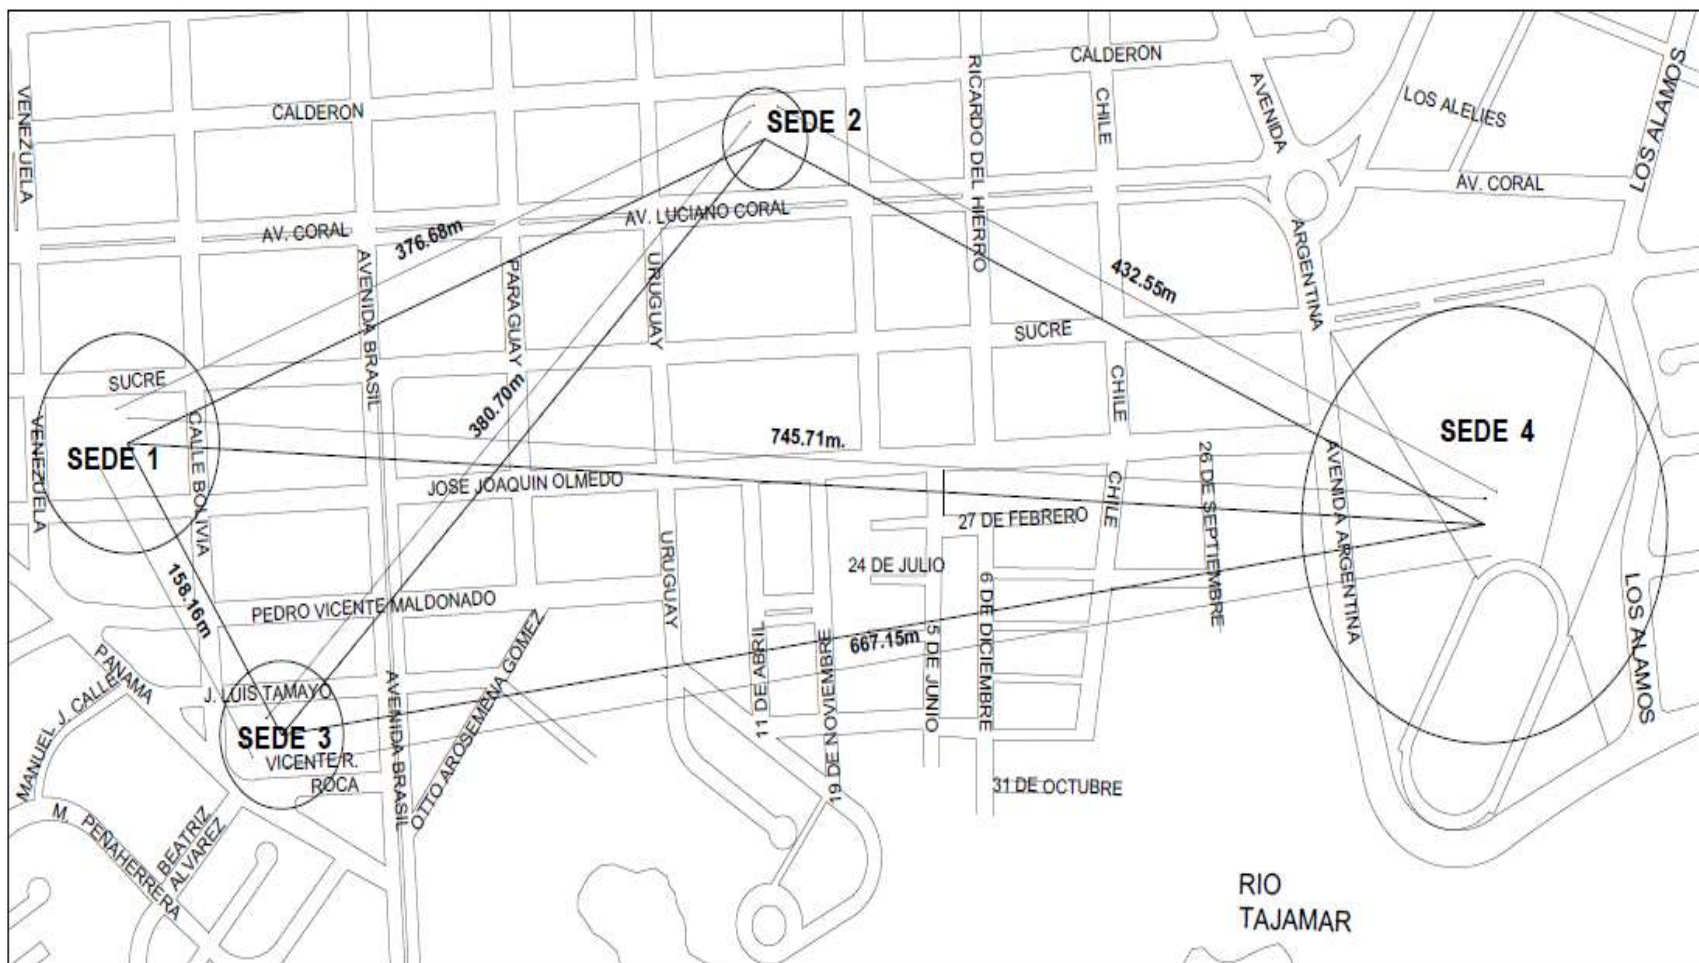 CALDERON
LOS ALAMOS
RICARDO DEL HIERRO
AVENIDA
VENEZUELA
CHILE
LOS ALELIES
CALDERON
SEDE 2
AV. CORAL
AV. LUCIANO CORAL
AV. CORAL
376.68m
ARGENTINA
AVENIDA BRASIL
PARAGUAY
URUGUAY
432.55m
SUCRE
SUCRE
CHILE
380.70m
VENEZUELA
CALLE BOLIVIA
745.71m.
SEDE 4
SEDE 1
26 DE SEPTIEMBRE
AVENIDA ARGENTINA
JOSE JOAQUIN OLMEDO
CHILE
27 DE FEBRERO
URUGUAY
24 DE JULIO
158.16m
6 DE DICIEMBRE
LOS ALAMOS
PEDRO VICENTE MALDONADO
OTTO AROSEMENA GOMEZ
11 DE ABRIL
19 DE NOVIEMBRE
667.15m
5 DE JUNIO
PANAMA
MANUEL J. CALLE
J. LUIS TAMAYO
AVENIDA BRASIL
SEDE 3
VICENTE R.
ROCA
31 DE OCTUBRE
M. PEÑAHERRERA
BEATRIZ
ALVAREZ
RIO
TAJAMAR